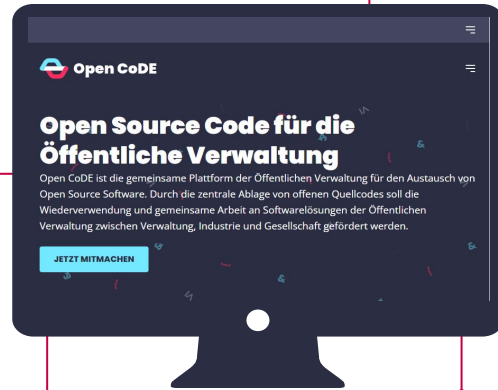 Open CoDE
Open Source Code für die
Öffentliche Verwaltung
Open CoDE ist die gemeinsame Plattform der Öffentlichen Verwaltung für den Austausch von
Open Source Software. Durch die zentrale Ablage von offenen Quellcodes soll die
Wiederverwendung und gemeinsame Arbeit an Softwarelösungen der Öffentlichen
Verwaltung zwischen Verwaltung, Industrie und Gesellschaft gefördert werden.
JETZT MITMACHEN